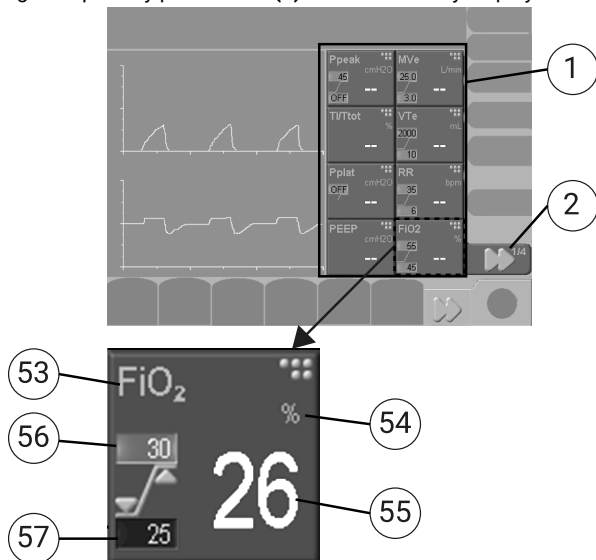 Ppeak
cmH2O
45
OFF
--
MVe
L/min
25.0
3.0
--
1
TI/Ttot
%
--
VTe
mL
2000
10
--
Pplat
cmH2O
OFF
--
RR
bpm
35
6
--
2
PEEP
cmH2O
--
FiO2
%
55
45
--
1/4
53
FiO₂
%
54
56
30
26
55
57
25